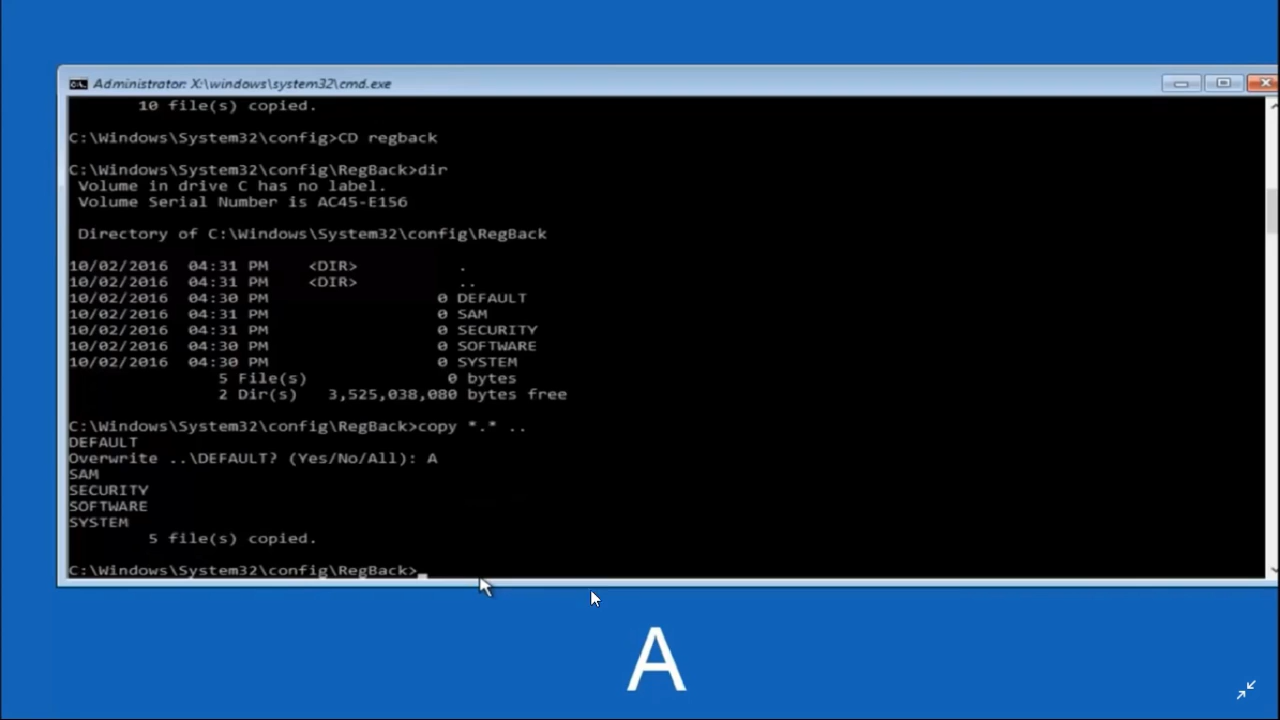 Administrator: X:\windows\system32\cmd.exe
10 file(s) copied.
C:\Windows\System32\config>CD regback
C:\Windows\System32\config\RegBack>dir
Volume in drive C has no label.
Volume Serial Number is AC45-E156
Directory of C:\Windows\System32\config\RegBack
10/02/2016 04:31 PM <DIR> .
10/02/2016 04:31 PM <DIR> ..
10/02/2016 04:30 PM 0 DEFAULT
10/02/2016 04:31 PM 0 SAM
10/02/2016 04:31 PM 0 SECURITY
10/02/2016 04:30 PM 0 SOFTWARE
10/02/2016 04:30 PM 0 SYSTEM
5 File(s) 0 bytes
2 Dir(s) 3,525,038,080 bytes free
C:\Windows\System32\config\RegBack>copy *.* ..
DEFAULT
Overwrite ..\DEFAULT? (Yes/No/All): A
SAM
SECURITY
SOFTWARE
SYSTEM
5 file(s) copied.
C:\Windows\System32\config\RegBack>_
A